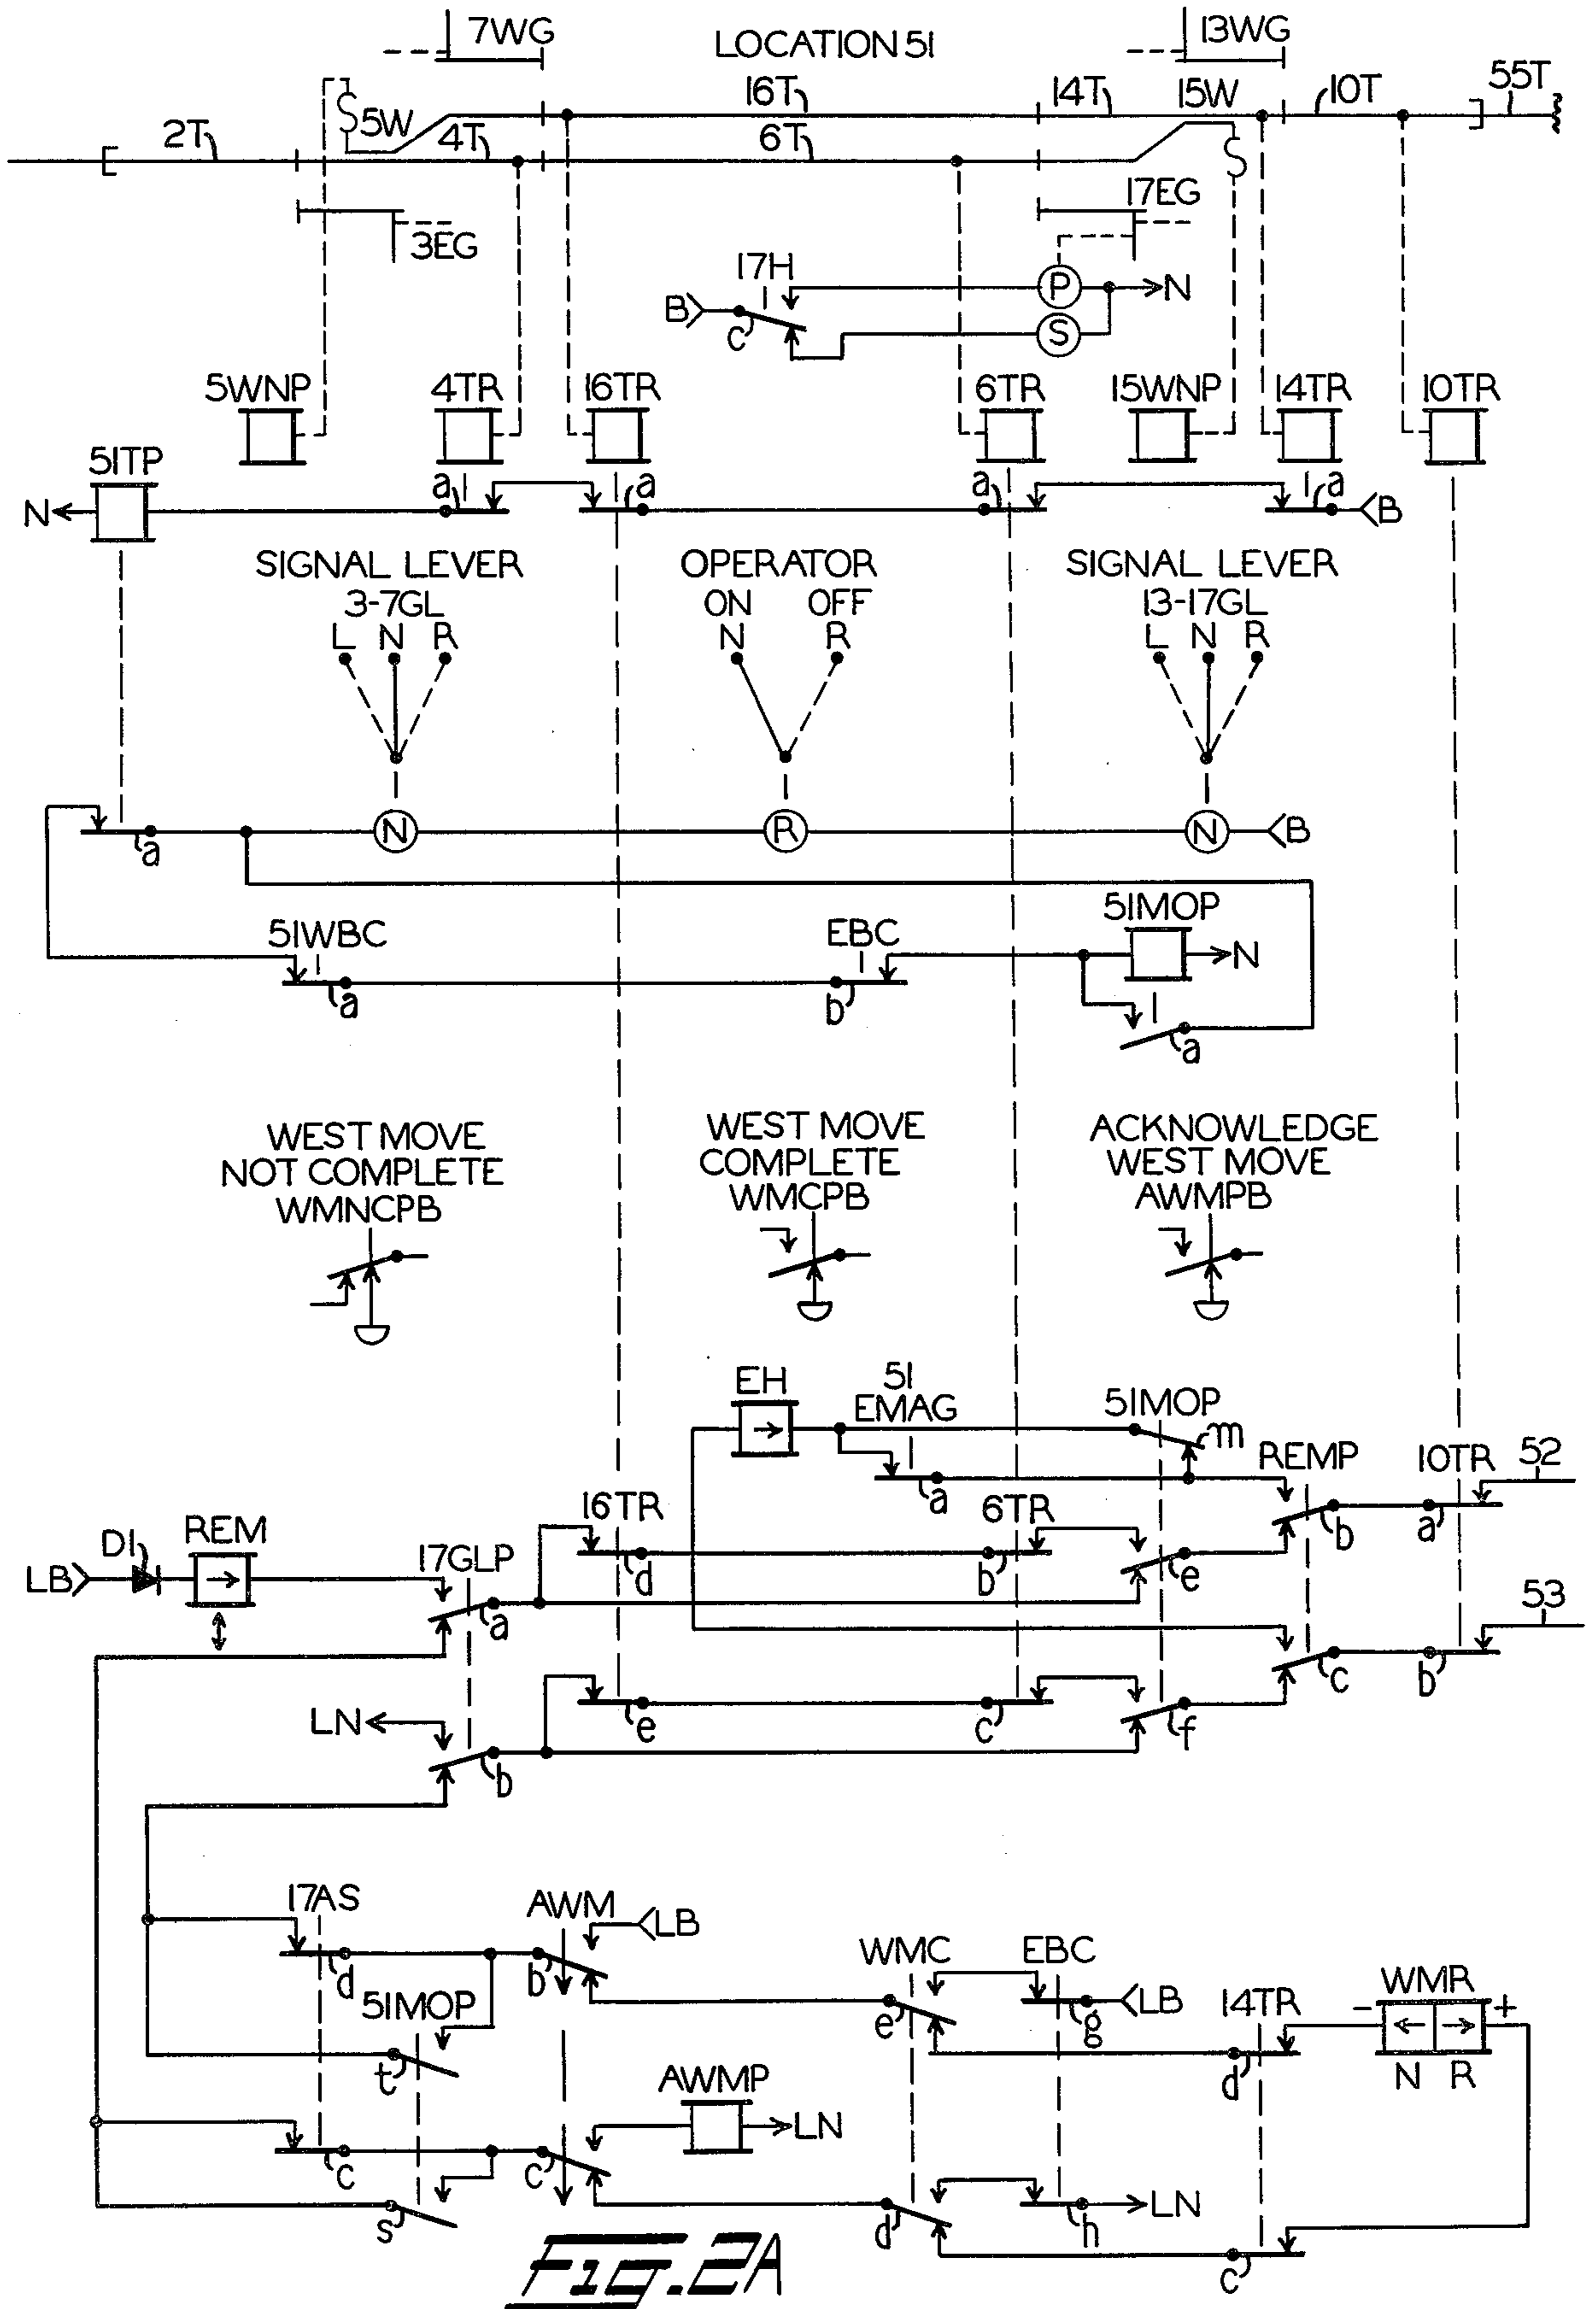 7WG LOCATION 51 13WG
16T 14T 15W 10T 55T
2T 5W 4T 6T
S S
3EG 17EG
17H P N
B c S
5WNP 4TR 16TR 6TR 15WNP 14TR 10TR
51TP
N a a a a B
SIGNAL LEVER OPERATOR SIGNAL LEVER
3-7GL ON OFF 13-17GL
L N R N R L N R
a N R N B
51MOP
51WBC EBC N
a b
a
WEST MOVE WEST MOVE ACKNOWLEDGE
NOT COMPLETE COMPLETE WEST MOVE
WMNCPB WMCPB AWMPB
EH 51 51MOP
EMAG m REMP 10TR 52
a b a
D1 REM 16TR 6TR
LB 17GLP d b e
a 53
c b
LN e c f
b
17AS AWM LB
WMC EBC WMR
d b LB 14TR - +
51MOP e g
t d N R
AWMP
LN
c c LN
s d h
c
FIG. 2A